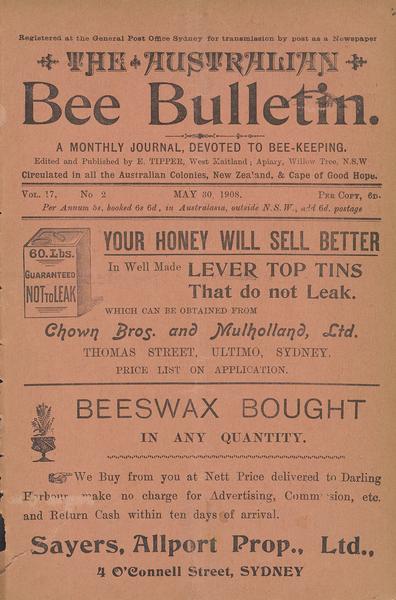 Registered at the General Post Office Sydney for transmission by post as a Newspaper
THE AUSTRALIAN
Bee Bulletin.
A MONTHLY JOURNAL, DEVOTED TO BEE-KEEPING.
Edited and Published by E. TIPPER, West Maitland; Apiary, Willow Tree, N.S.W
Circulated in all the Australian Colonies, New Zealand, & Cape of Good Hope.
VOL. 17, No 2 MAY 30, 1908. PER COPY, 6D.
Per Annum 5s, booked 6s 6d, in Australasia, outside N.S.W., add 6d. postage
YOUR HONEY WILL SELL BETTER
60. Lbs.
GUARANTEED
NOT TO LEAK
In Well Made LEVER TOP TINS
That do not Leak.
WHICH CAN BE OBTAINED FROM
Chown Bros. and Mulholland, Ltd.
THOMAS STREET, ULTIMO, SYDNEY.
PRICE LIST ON APPLICATION.
BEESWAX BOUGHT
IN ANY QUANTITY.
We Buy from you at Nett Price delivered to Darling
Harbour, make no charge for Advertising, Commission, etc.
and Return Cash within ten days of arrival.
Sayers, Allport Prop., Ltd.,
4 O'Connell Street, SYDNEY